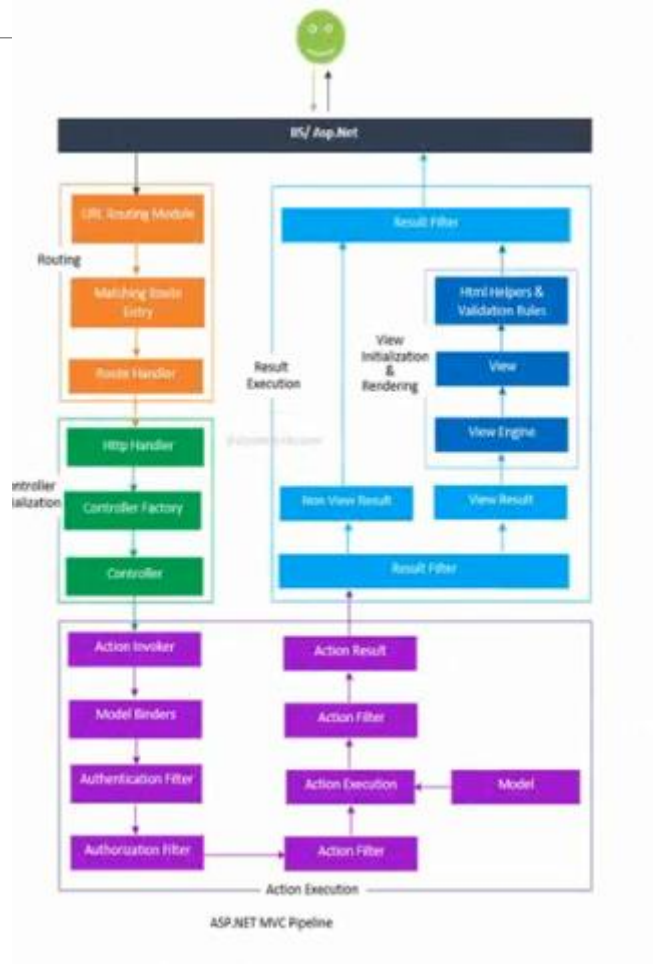 IIS/ Asp.Net
URL Routing Module
Routing
Matching Route
Entry
Route Handler
Http Handler
ontroller
ialization
Controller Factory
Controller
Result Filter
Html Helpers &
Validation Rules
View
Initialization
&
Rendering
View
View Engine
Result
Execution
Non View Result
View Result
Result Filter
Action Invoker
Model Binders
Authentication Filter
Authorization Filter
Action Result
Action Filter
Action Execution
Model
Action Filter
Action Execution
ASP.NET MVC Pipeline